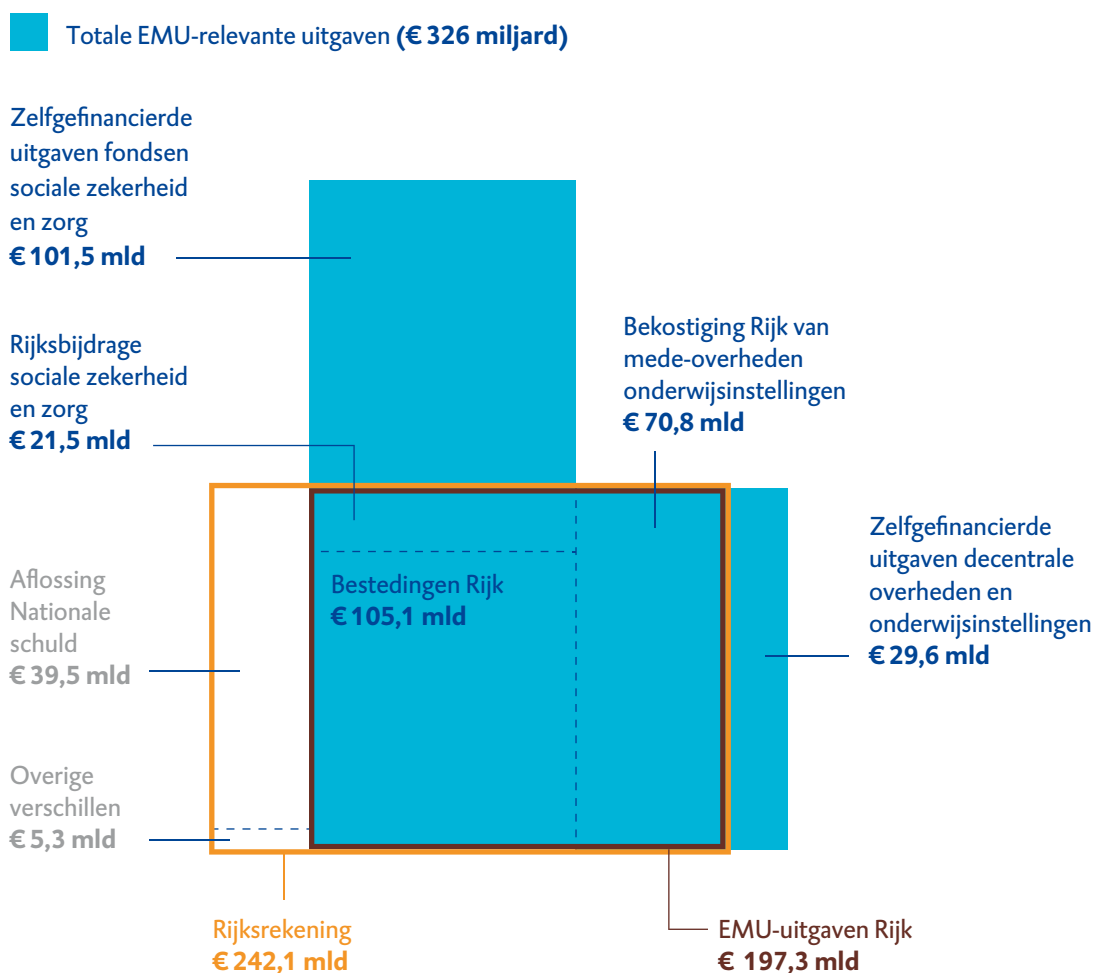 Totale EMU-relevante uitgaven (€ 326 miljard)
Zelfgefinancierde
uitgaven fondsen
sociale zekerheid
en zorg
€ 101,5 mld
Rijksbijdrage
sociale zekerheid
en zorg
€ 21,5 mld
Bekostiging Rijk van
mede-overheden
onderwijsinstellingen
€ 70,8 mld
Zelfgefinancierde
uitgaven decentrale
overheden en
onderwijsinstellingen
€ 29,6 mld
Bestedingen Rijk
€ 105,1 mld
Aflossing
Nationale
schuld
€ 39,5 mld
Overige
verschillen
€ 5,3 mld
Rijksrekening
€ 242,1 mld
EMU-uitgaven Rijk
€ 197,3 mld